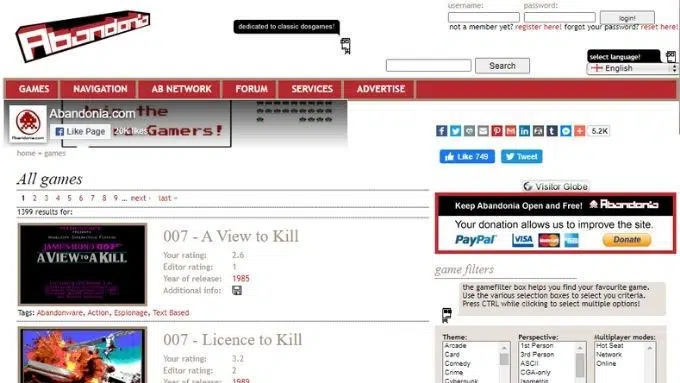 Abandonia
dedicated to classic dosgames!
username:
password:
login!
not a member yet? register here! forgot your password? reset here!
Search
select language!
English
GAMES
NAVIGATION
AB NETWORK
FORUM
SERVICES
ADVERTISE
Join the
Gamers!
Abandonia.com
Like Page
20K likes
5.2K
home » games
Like 749
Tweet
All games
1 2 3 4 5 6 7 8 9 ... next › last »
1399 results for:
Visitor Globe
Keep Abandonia Open and Free!
Abandonia
Your donation allows us to improve the site.
PayPal
VISA
Donate
JAMES BOND 007
A VIEW TO A KILL
007 - A View to Kill
Your rating: 2.6
Editor rating: 1
Year of release: 1985
Additional info:
Tags: Abandonware, Action, Espionage, Text Based
game filters
the gamefilter box helps you find your favourite game.
Use the various selection boxes to select you criteria.
Press CTRL while clicking to select multiple options!
007 - Licence to Kill
Your rating: 3.2
Editor rating: 2
Year of release: 1989
Theme:
Arcade
Card
Comedy
Crime
Cyberpunk
Perspective:
1st Person
3rd Person
ASCII
CGA-only
Isometric
Multiplayer modes:
Hot Seat
Network
Online